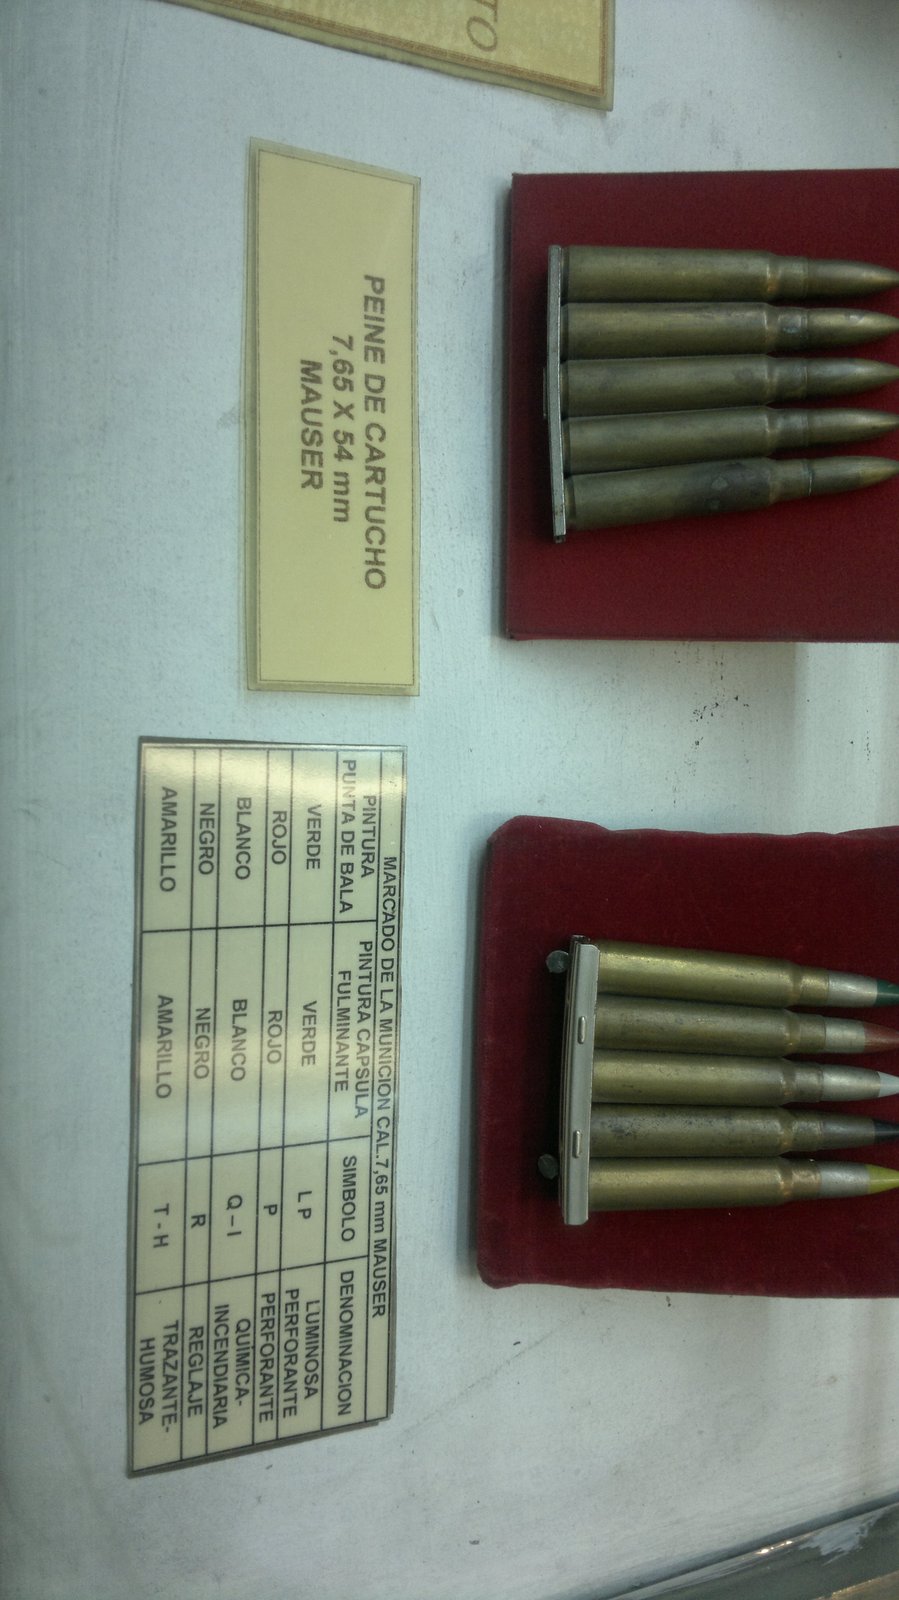 TO
PEINE DE CARTUCHO
7,65 X 54 mm
MAUSER
MARCADO DE LA MUNICION CAL.7,65 mm MAUSER
PINTURA PUNTA DE BALA PINTURA CAPSULA FULMINANTE SIMBOLO DENOMINACION
VERDE VERDE L P LUMINOSA PERFORANTE
ROJO ROJO P PERFORANTE
BLANCO BLANCO Q – I QUÍMICA- INCENDIARIA
NEGRO NEGRO R REGLAJE
AMARILLO AMARILLO T - H TRAZANTE- HUMOSA